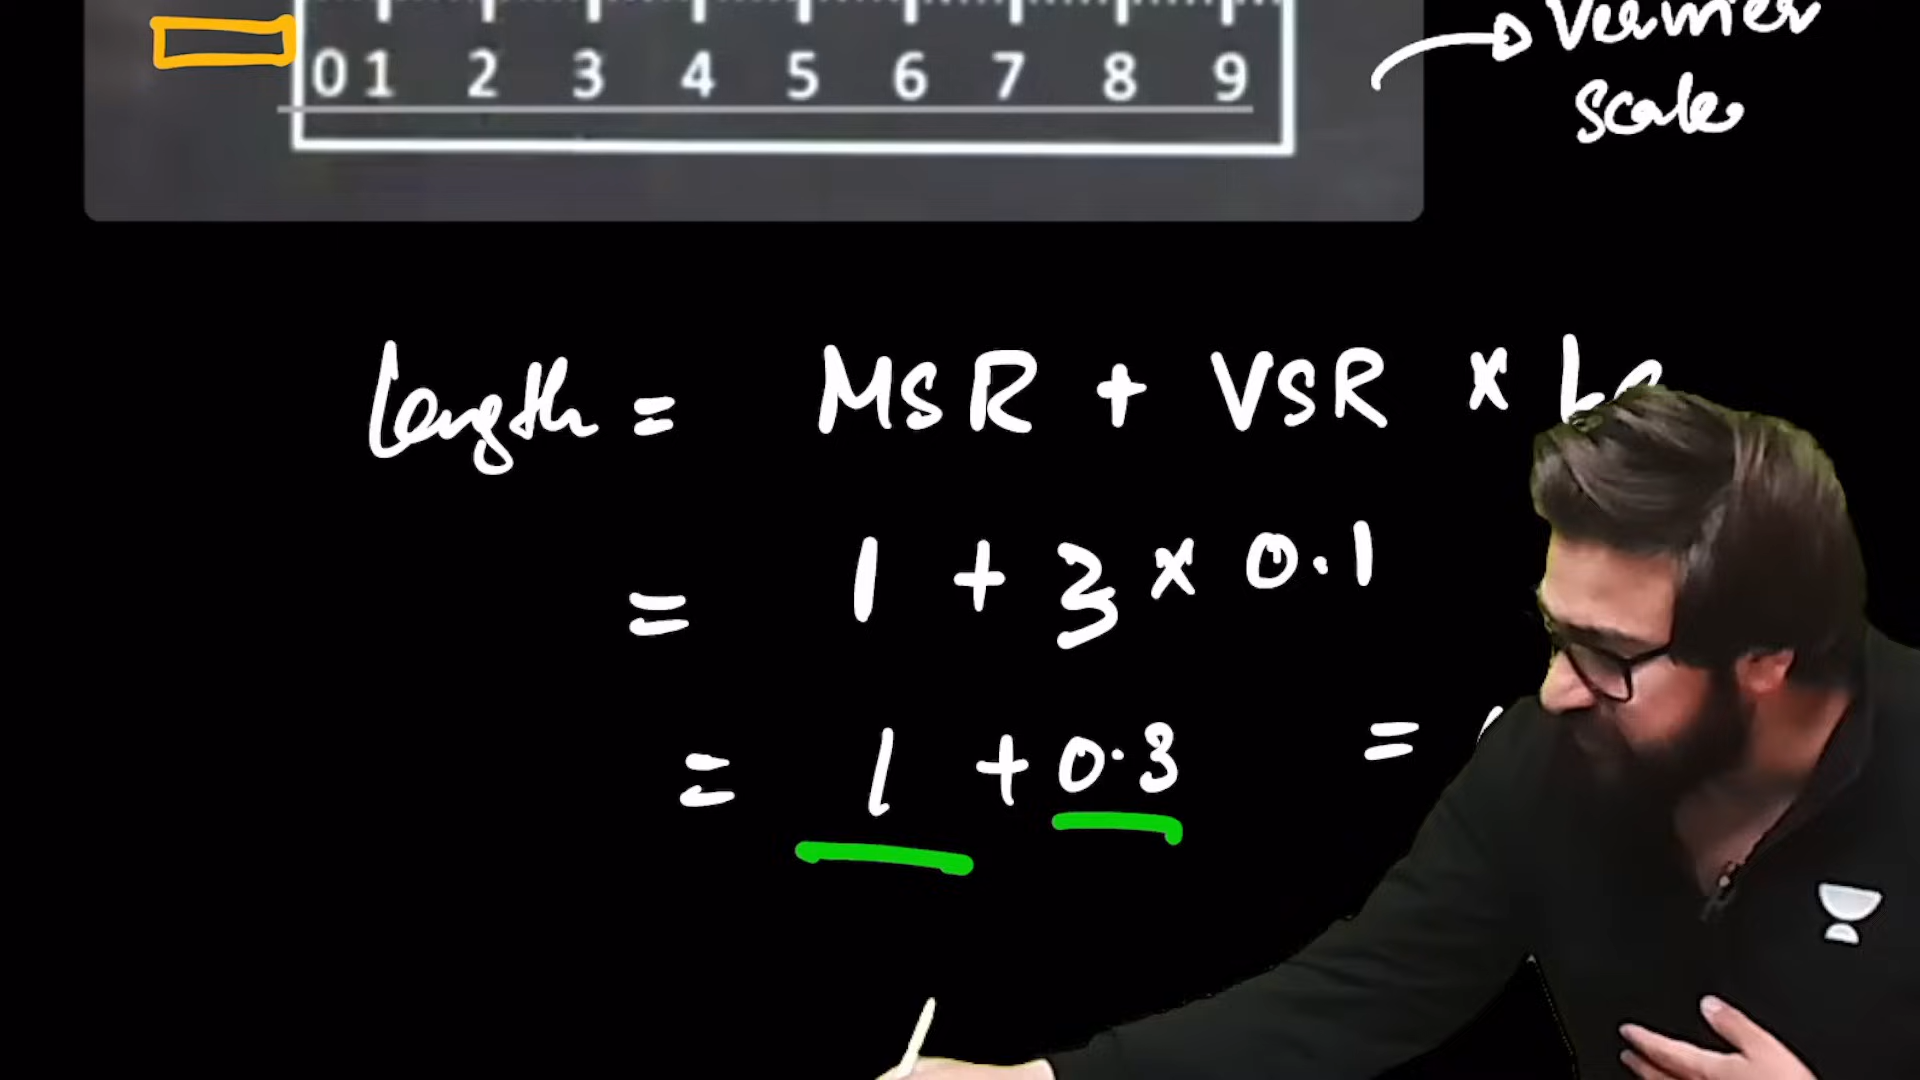 0 1 2 3 4 5 6 7 8 9
Vernier
Scale
Length = MSR + VSR × L
= 1 + 3 × 0.1
= 1 + 0.3 =